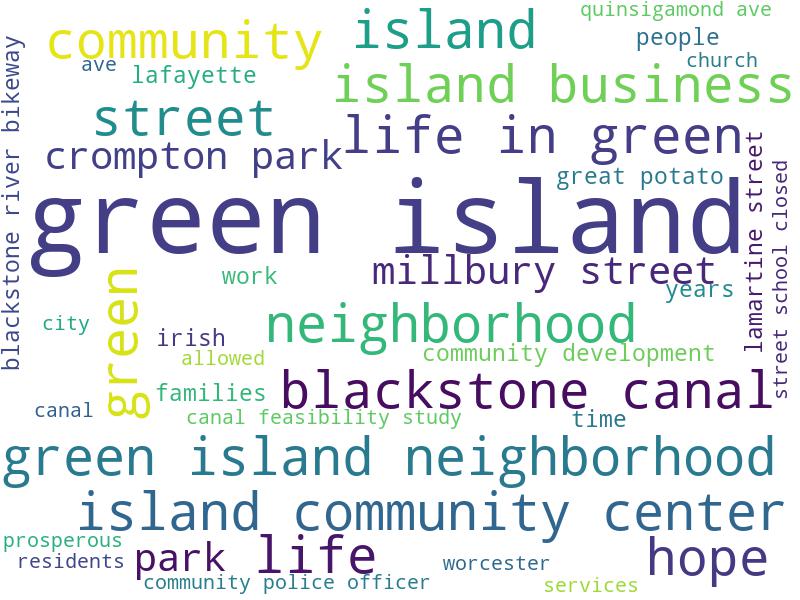 quinsigamond ave
community
island
people
ave
church
lafayette
island business
street
life in green
crompton park
great potato
green island
blackstone river bikeway
lamartine street
street school closed
millbury street
work
years
green
city
neighborhood
irish
allowed
community development
families
blackstone canal
canal
canal feasibility study
time
green island neighborhood
island community center
prosperous
residents
park
life
worcester
hope
community police officer
services